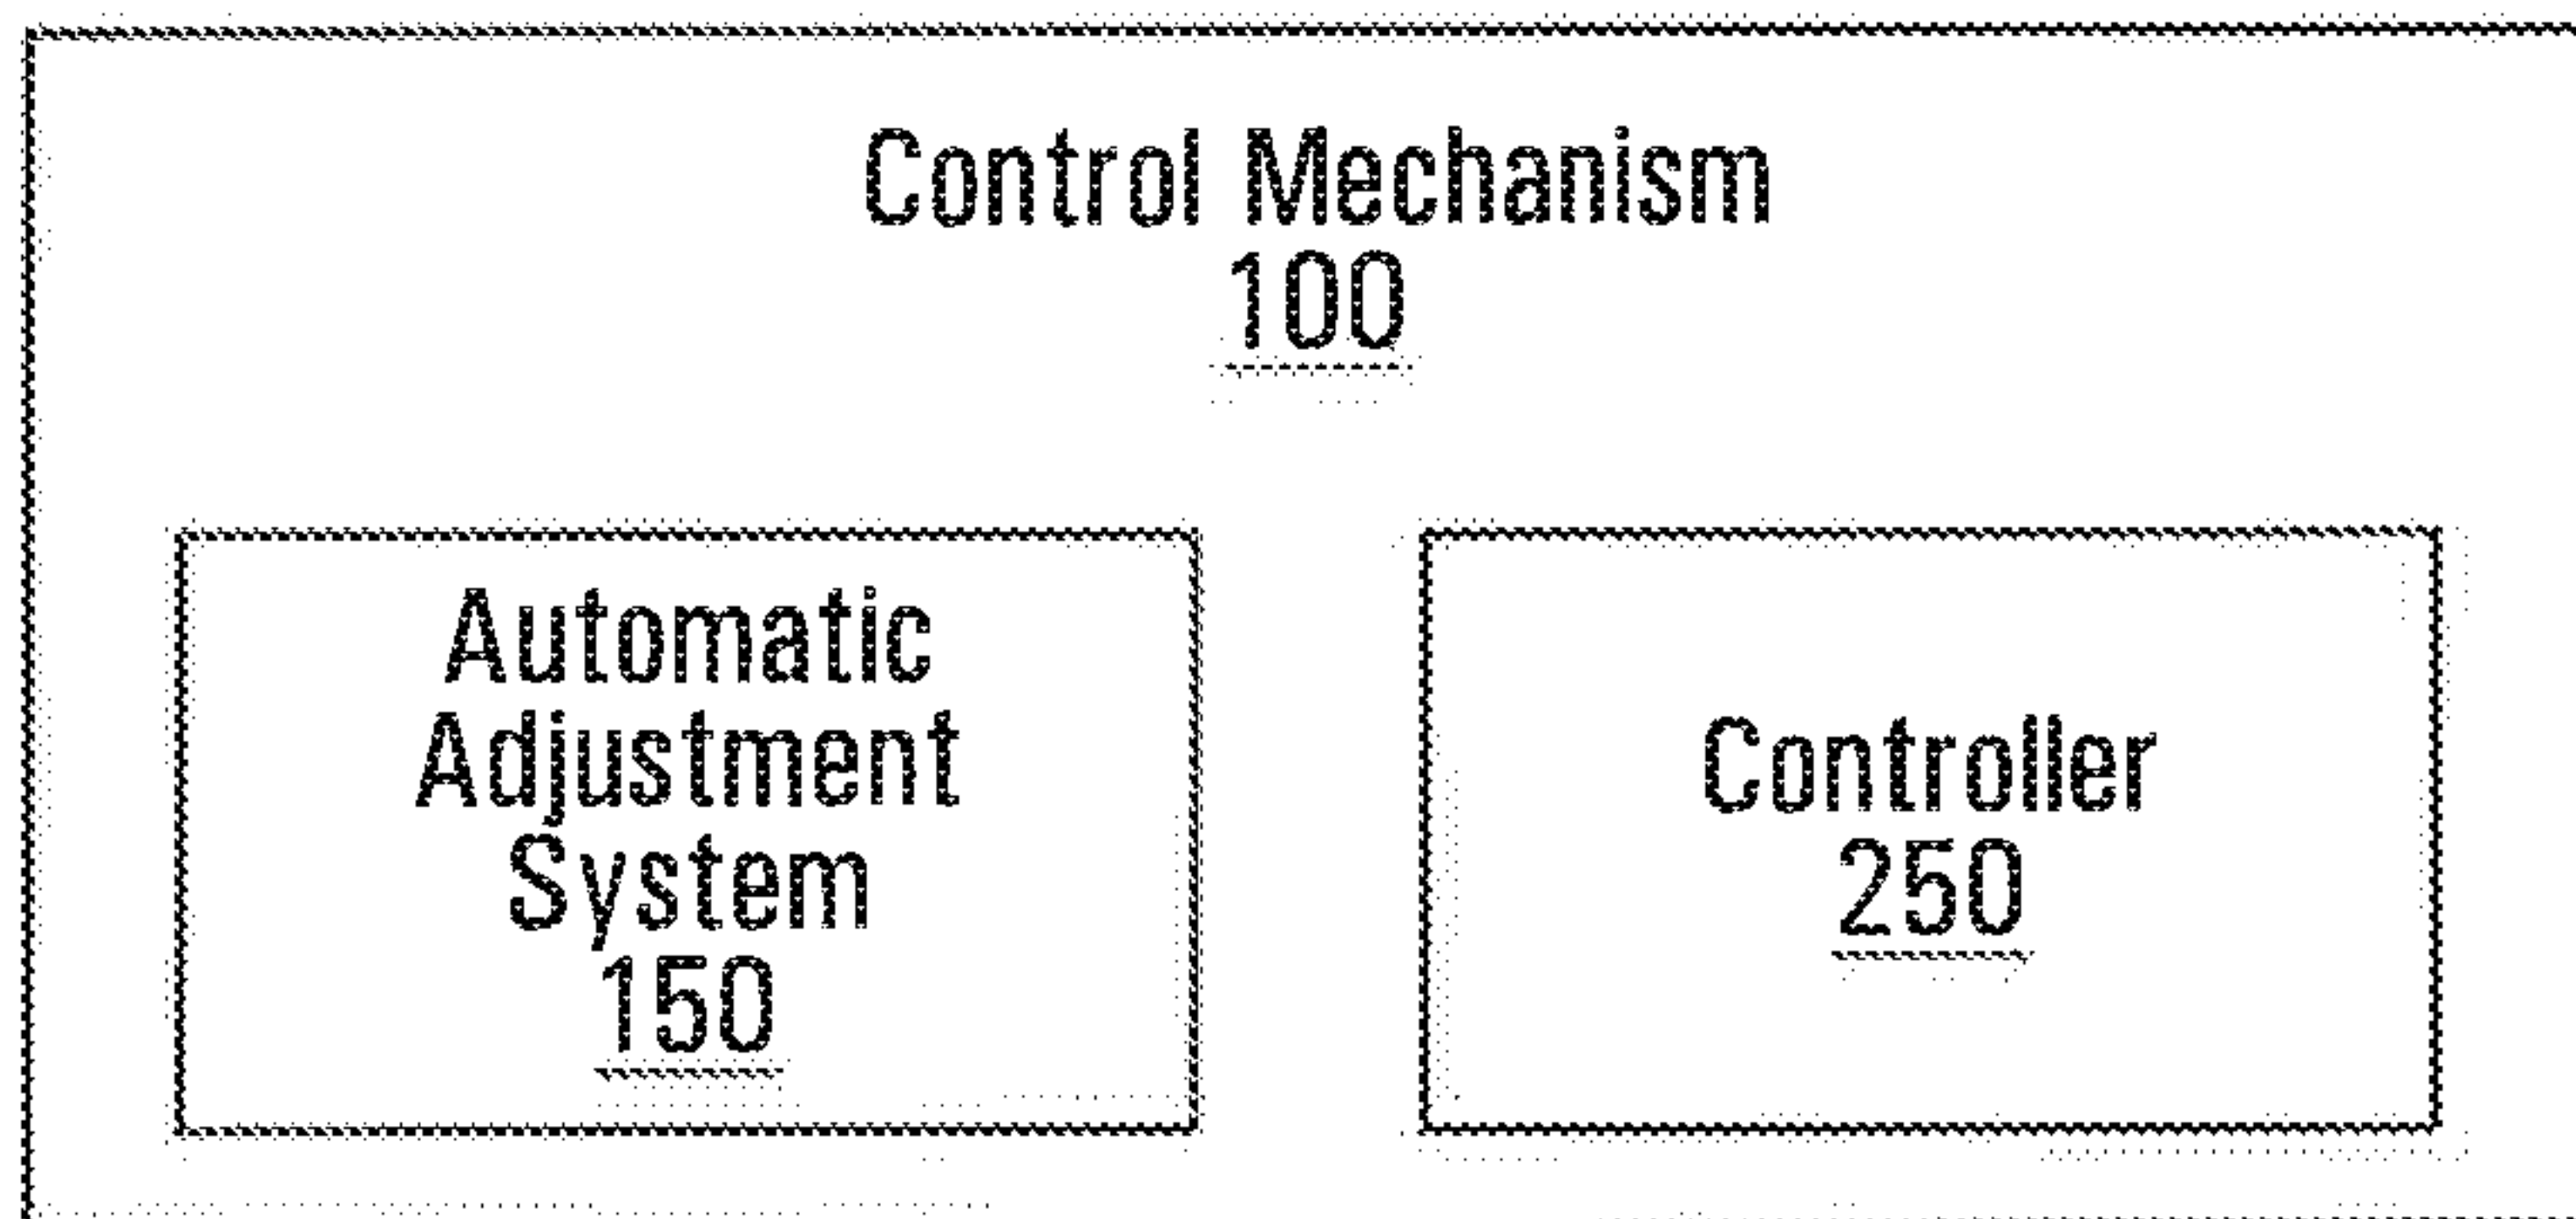 Control Mechanism
100
Automatic
Adjustment
System
150
Controller
250